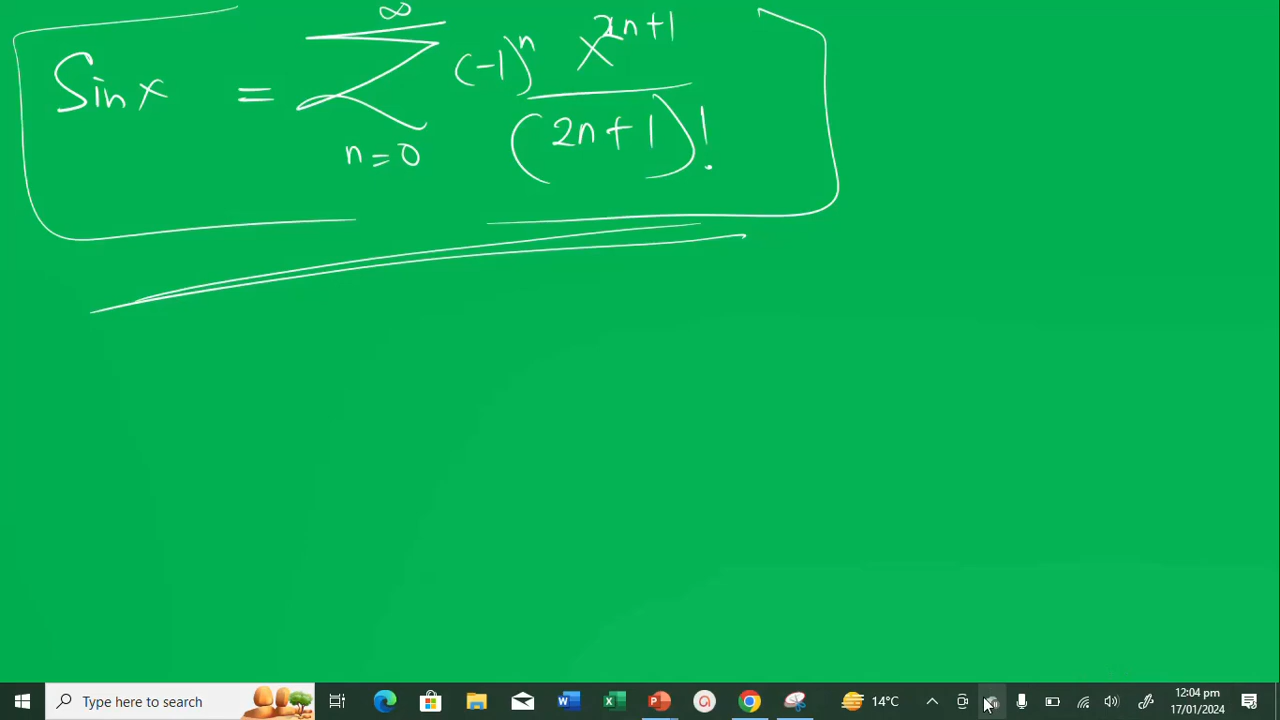 Sin x = ∞ Σ n=0 (-1)^n x^2n+1 / (2n+1)!
Type here to search
14°C
12:04 pm
17/01/2024